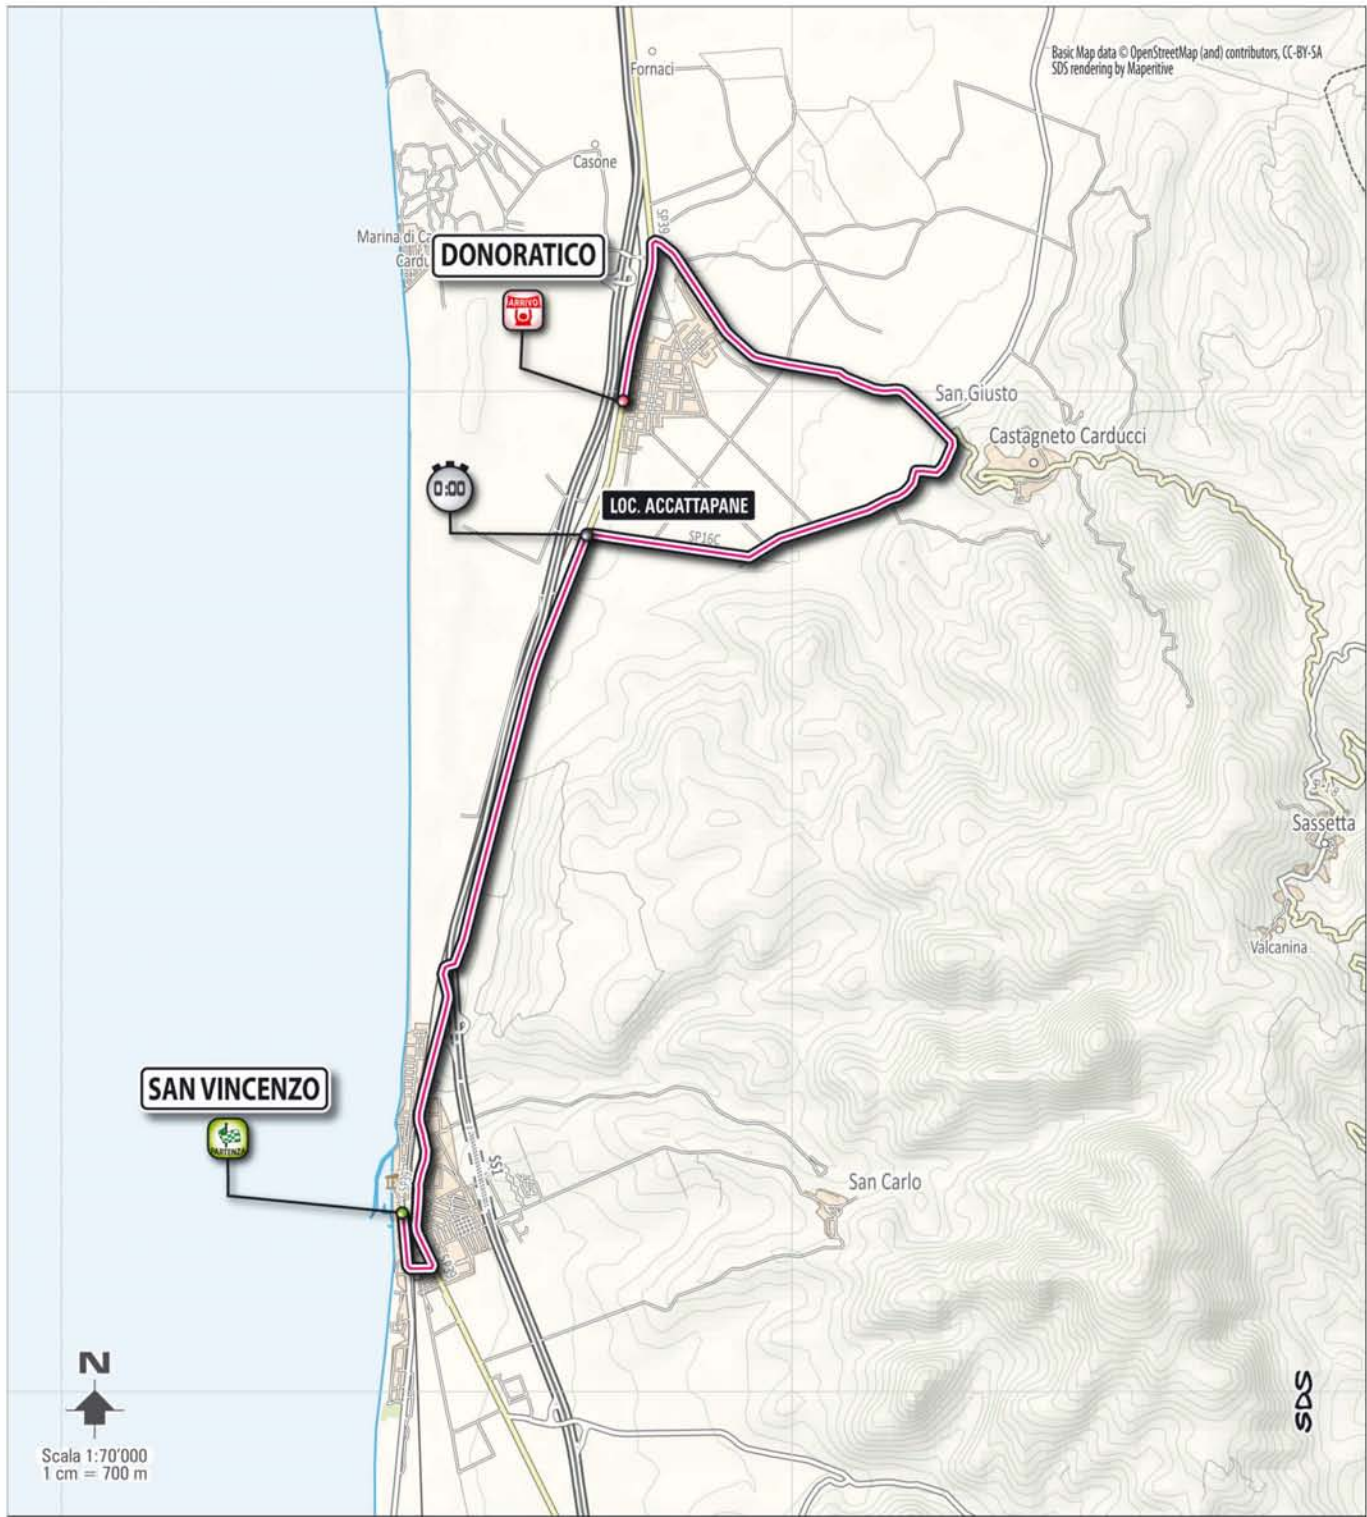 Basic Map data © OpenStreetMap (and) contributors, CC-BY-SA
SDS rendering by Maperitive
Fornaci
Casone
SP39
Marina di Ca
Cardu
DONORATICO
ARRIVO
San Giusto
Castagneto Carducci
0:00
LOC. ACCATTAPANE
SP16C
Sassetta
Valcanina
SAN VINCENZO
PARTENZA
SS1
San Carlo
SP39
N
Scala 1:70'000
1 cm = 700 m
SDS